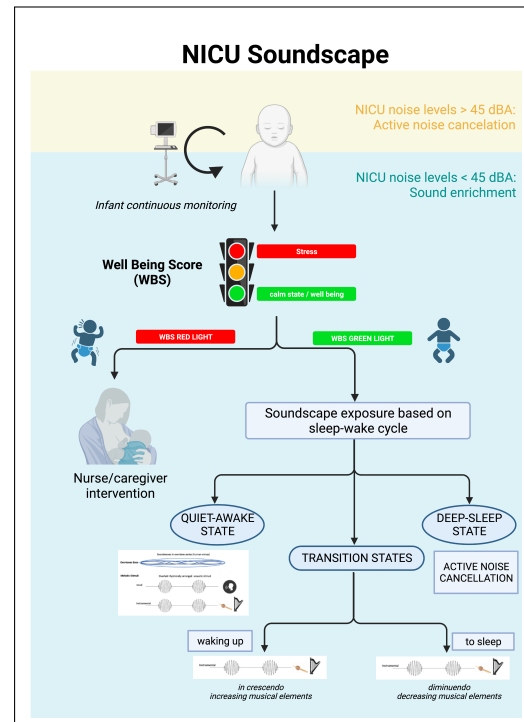 NICU Soundscape
NICU noise levels > 45 dBA:
Active noise cancelation
NICU noise levels < 45 dBA:
Sound enrichment
Infant continuous monitoring
Well Being Score
(WBS)
Stress
calm state / well being
WBS RED LIGHT
WBS GREEN LIGHT
Soundscape exposure based on
sleep-wake cycle
Nurse/caregiver
intervention
QUIET-AWAKE
STATE
DEEP-SLEEP
STATE
TRANSITION STATES
ACTIVE NOISE
CANCELLATION
waking up
to sleep
in crescendo
increasing musical elements
diminuendo
decreasing musical elements